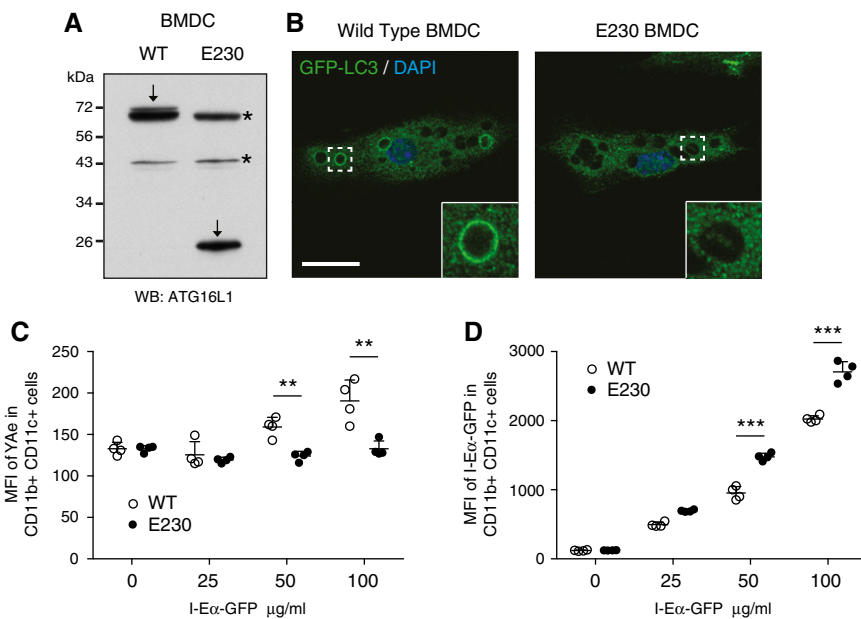 A
BMDC
WT E230
kDa
72
56
43
34
26
*
*
WB: ATG16L1
B
Wild Type BMDC
E230 BMDC
GFP-LC3 / DAPI
C
MFI of YAe in
CD11b+ CD11c+ cells
250
200
150
100
50
0
**
**
WT
E230
0 25 50 100
I-Eα-GFP μg/ml
D
MFI of I-Eα-GFP in
CD11b+ CD11c+ cells
3000
2000
1000
0
WT
E230
***
***
0 25 50 100
I-Eα-GFP μg/ml